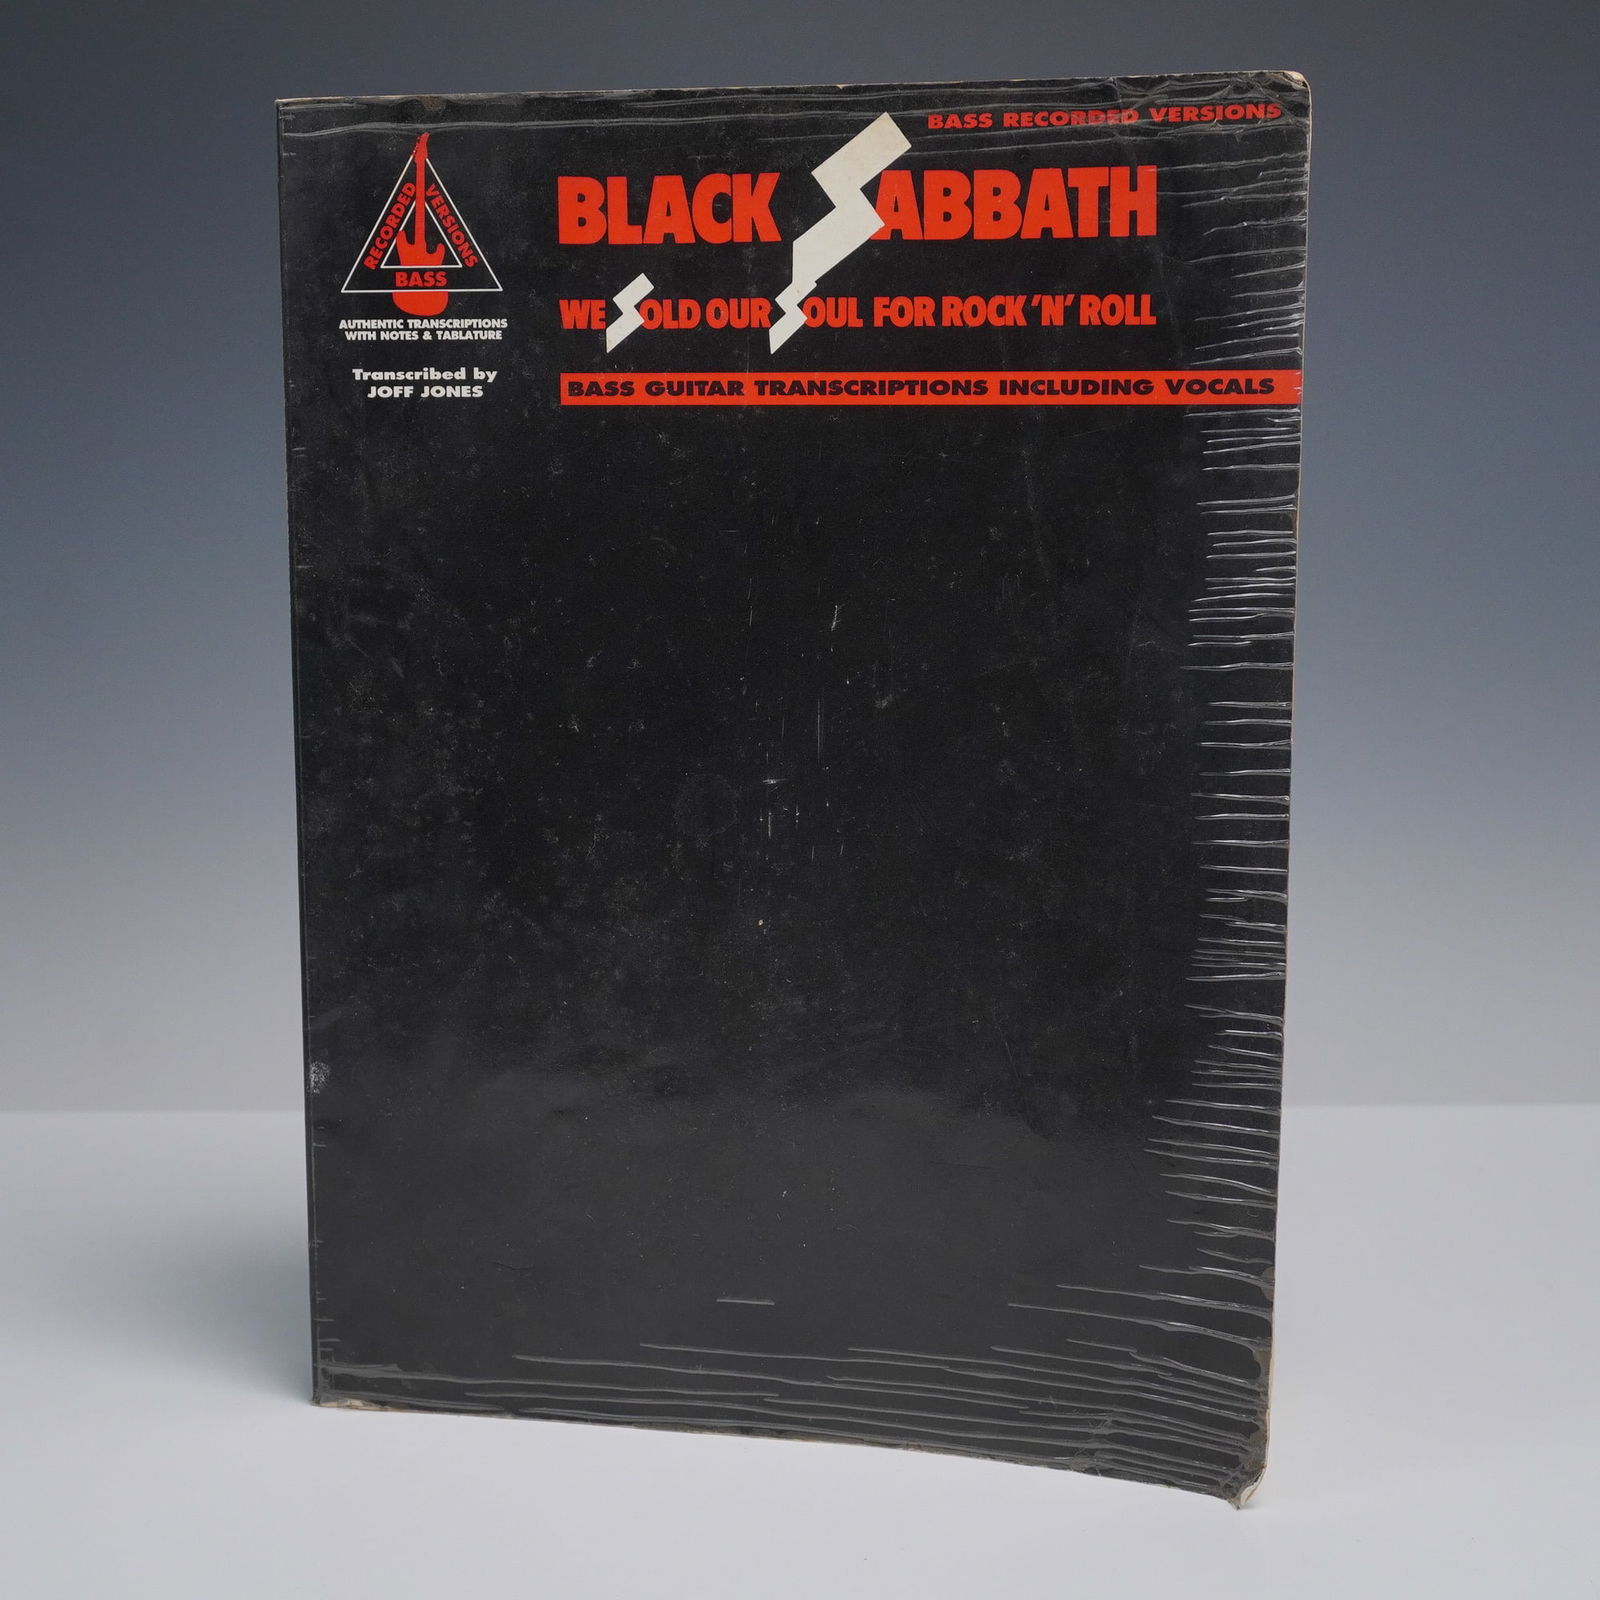 BASS RECORDED VERSIONS
BLACK SABBATH
WE SOLD OUR SOUL FOR ROCK 'N' ROLL
BASS GUITAR TRANSCRIPTIONS INCLUDING VOCALS
RECORDED VERSIONS
BASS
AUTHENTIC TRANSCRIPTIONS
WITH NOTES & TABLATURE
Transcribed by
JOFF JONES